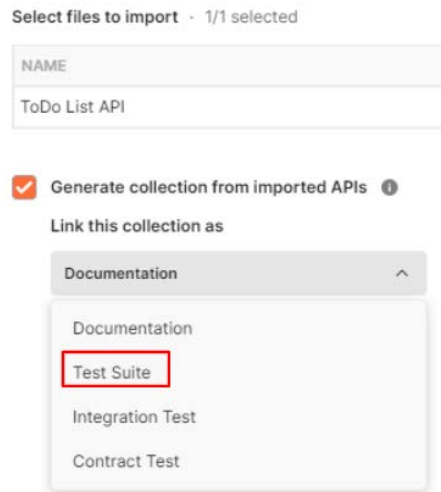 Select files to import · 1/1 selected
NAME
ToDo List API
Generate collection from imported APIs
Link this collection as
Documentation
Documentation
Test Suite
Integration Test
Contract Test